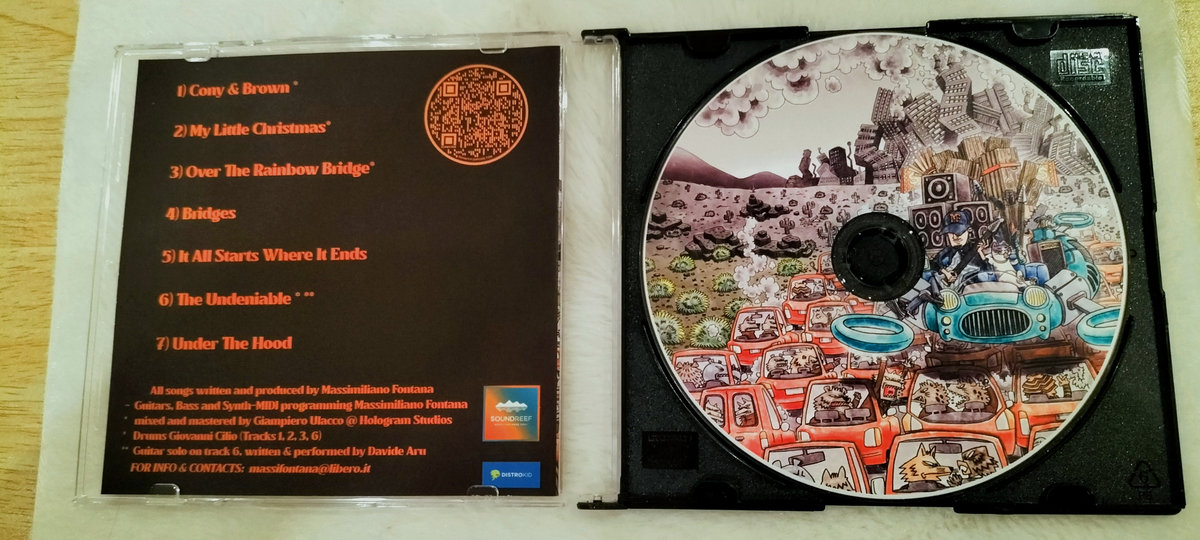 1) Cony & Brown *
2) My Little Christmas*
3) Over The Rainbow Bridge*
4) Bridges
5) It All Starts Where It Ends
6) The Undeniable * **
7) Under The Hood
All songs written and produced by Massimiliano Fontana
- Guitars, Bass and Synth-MIDI programming Massimiliano Fontana
mixed and mastered by Giampiero Ulacco @ Hologram Studios
* Drums Giovanni Cilio (Tracks 1, 2, 3, 6)
** Guitar solo on track 6, written & performed by Davide Aru
FOR INFO & CONTACTS: massifontana@libero.it
SOUNDREEF
DISTROKID
disc
Recordable